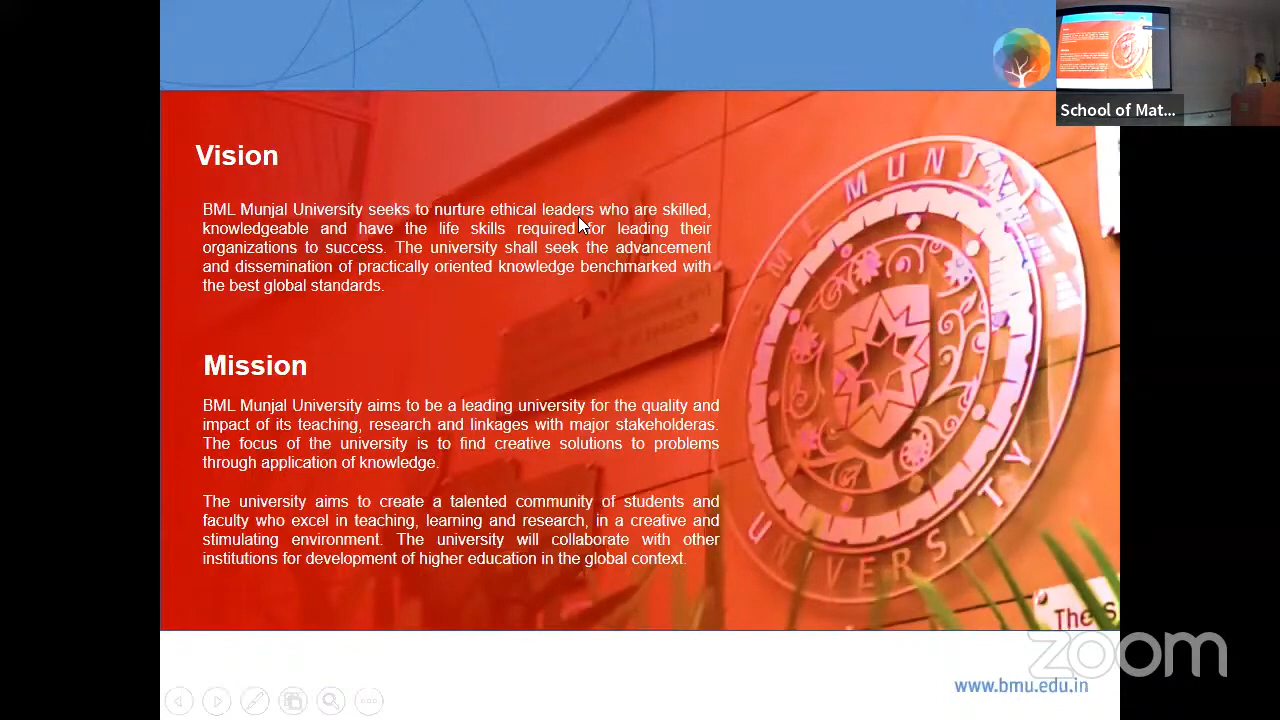 School of Mat...
Vision
BML Munjal University seeks to nurture ethical leaders who are skilled,
knowledgeable and have the life skills required for leading their
organizations to success. The university shall seek the advancement
and dissemination of practically oriented knowledge benchmarked with
the best global standards.
Mission
BML Munjal University aims to be a leading university for the quality and
impact of its teaching, research and linkages with major stakeholderas.
The focus of the university is to find creative solutions to problems
through application of knowledge.
The university aims to create a talented community of students and
faculty who excel in teaching, learning and research, in a creative and
stimulating environment. The university will collaborate with other
institutions for development of higher education in the global context.
BML MUNJAL
UNIVERSITY
The S
zoom
www.bmu.edu.in